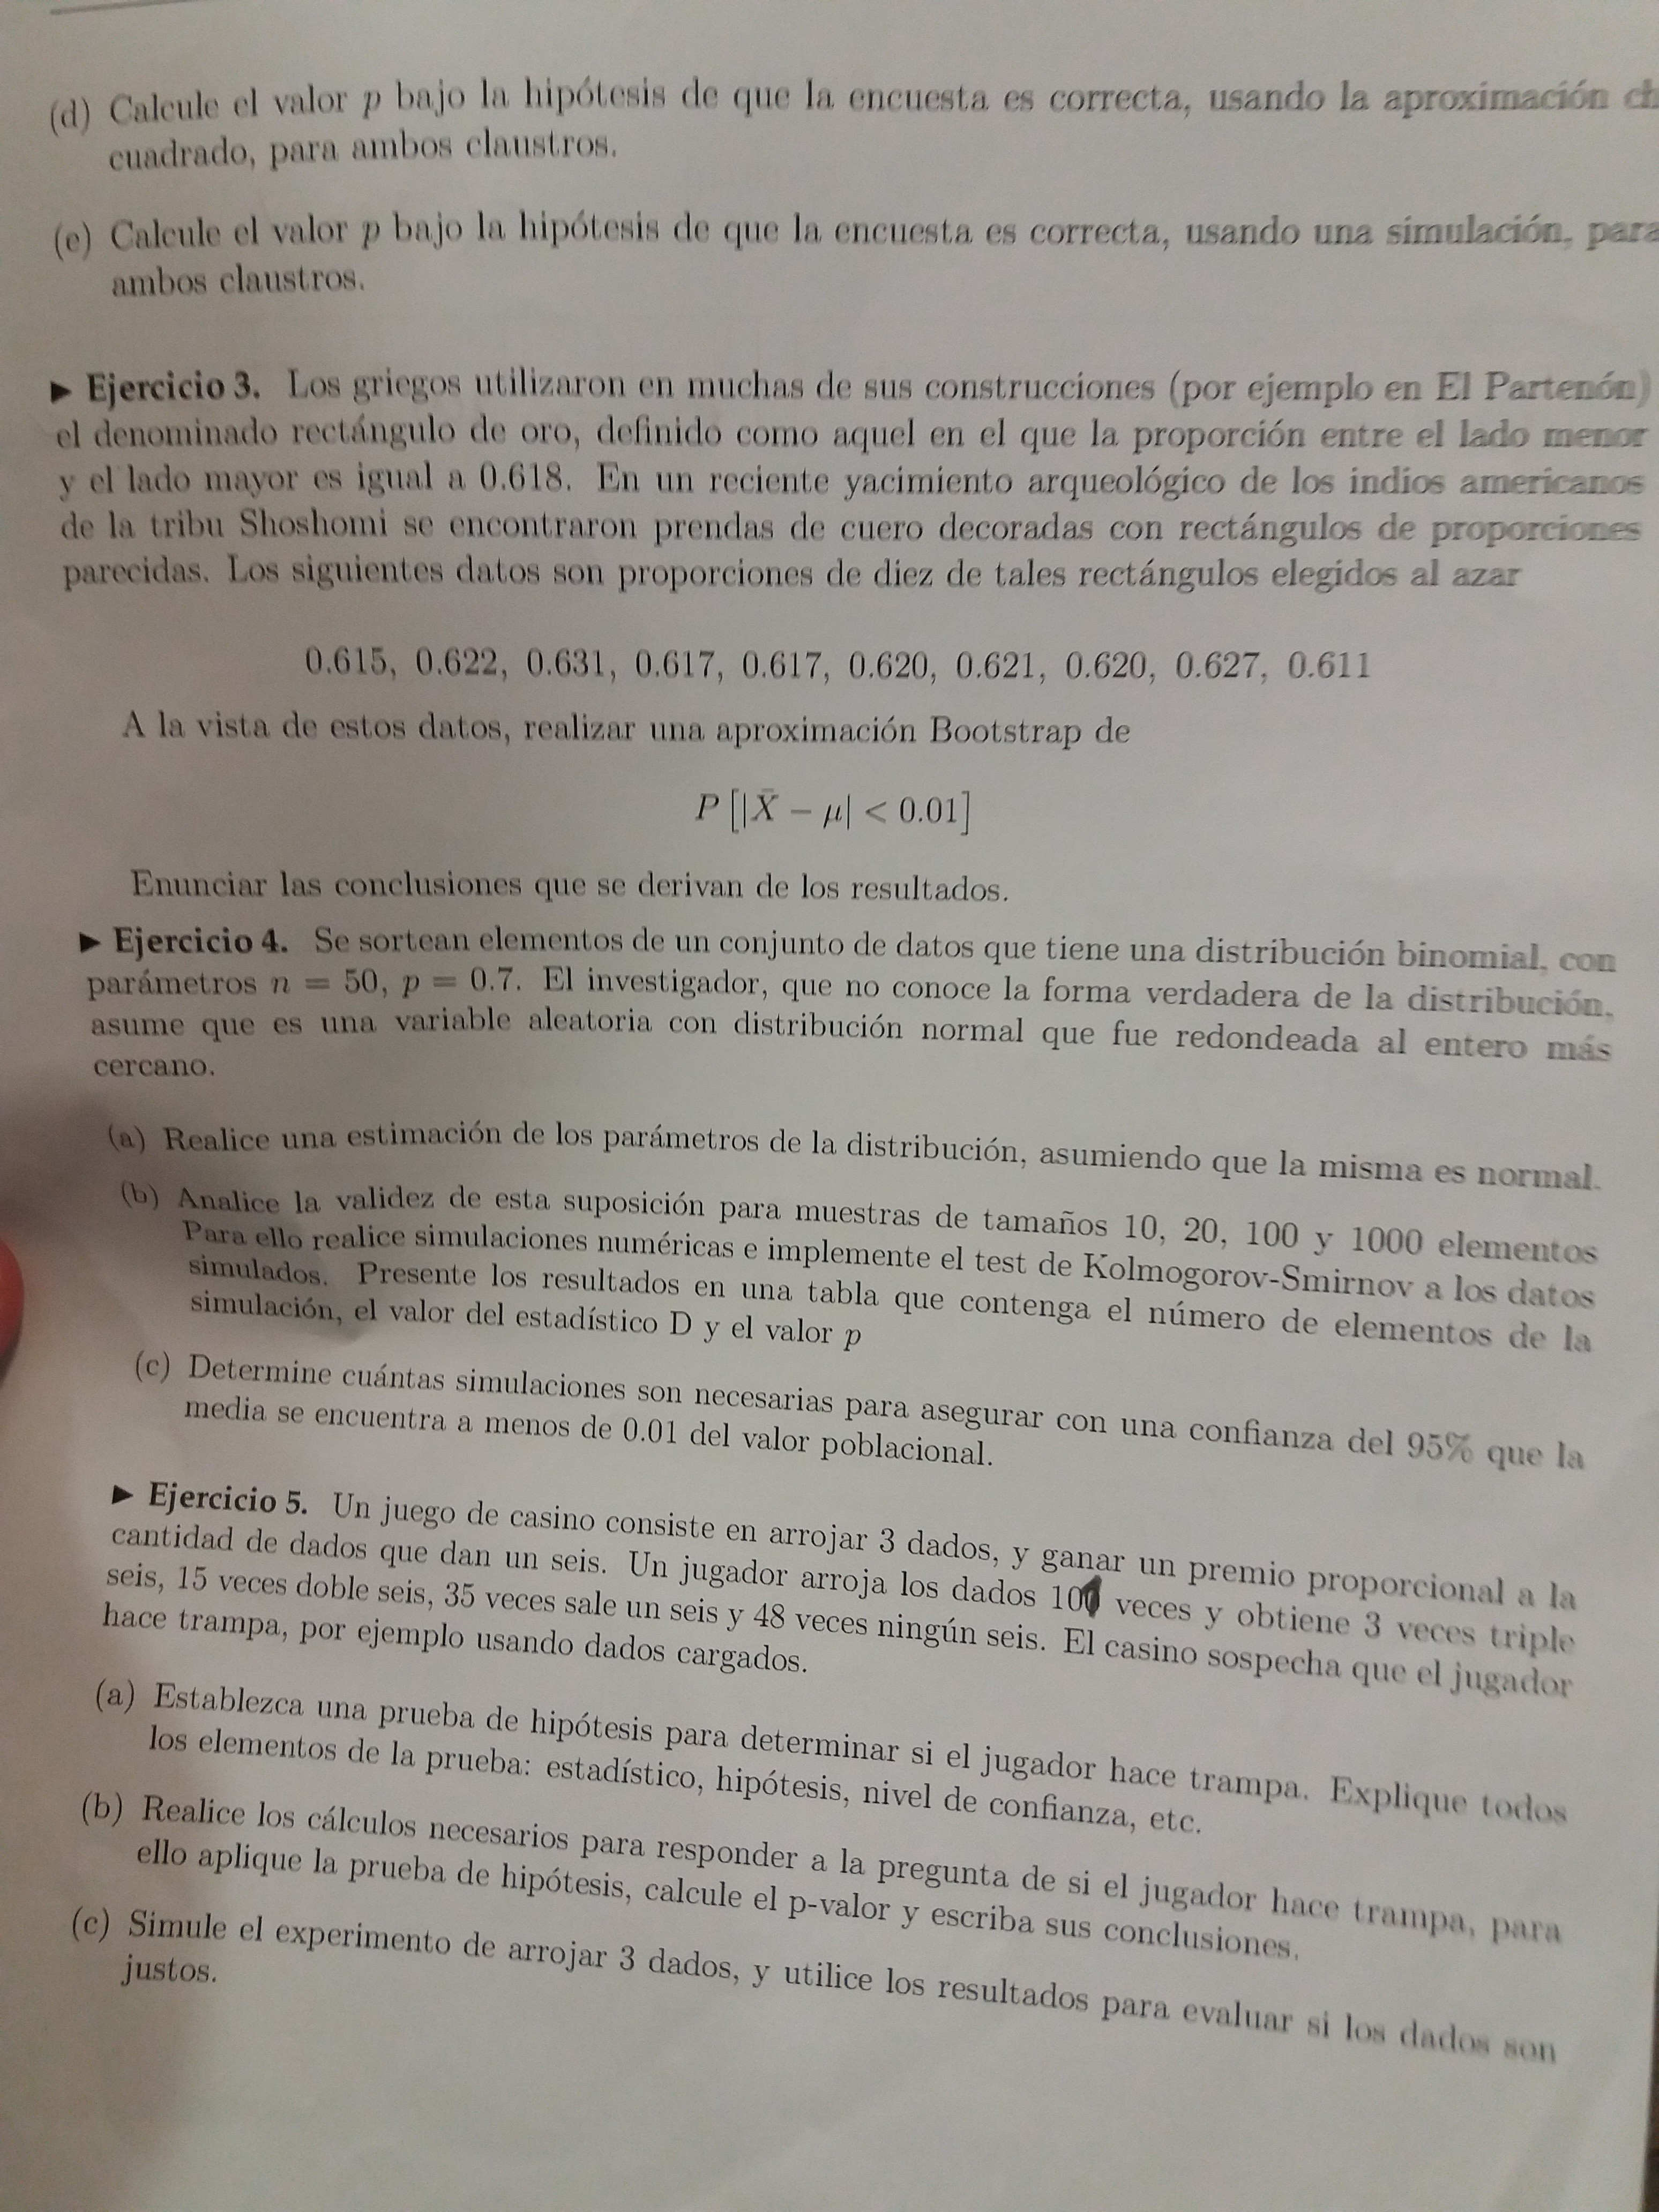 (d) Calcule el valor p bajo la hipótesis de que la encuesta es correcta, usando la aproximación ch
cuadrado, para ambos claustros.
(e) Calcule el valor p bajo la hipótesis de que la encuesta es correcta, usando una simulación, para
ambos claustros.
► Ejercicio 3. Los griegos utilizaron en muchas de sus construcciones (por ejemplo en El Partenón)
el denominado rectángulo de oro, definido como aquel en el que la proporción entre el lado menor
y el lado mayor es igual a 0.618. En un reciente yacimiento arqueológico de los indios americanos
de la tribu Shoshomi se encontraron prendas de cuero decoradas con rectángulos de proporciones
parecidas. Los siguientes datos son proporciones de diez de tales rectángulos elegidos al azar
0.615, 0.622, 0.631, 0.617, 0.617, 0.620, 0.621, 0.620, 0.627, 0.611
A la vista de estos datos, realizar una aproximación Bootstrap de
P [|X̄ − μ| < 0.01]
Enunciar las conclusiones que se derivan de los resultados.
► Ejercicio 4. Se sortean elementos de un conjunto de datos que tiene una distribución binomial, con
parámetros n = 50, p = 0.7. El investigador, que no conoce la forma verdadera de la distribución,
asume que es una variable aleatoria con distribución normal que fue redondeada al entero más
cercano.
(a) Realice una estimación de los parámetros de la distribución, asumiendo que la misma es normal.
(b) Analice la validez de esta suposición para muestras de tamaños 10, 20, 100 y 1000 elementos
Para ello realice simulaciones numéricas e implemente el test de Kolmogorov-Smirnov a los datos
simulados. Presente los resultados en una tabla que contenga el número de elementos de la
simulación, el valor del estadístico D y el valor p
(c) Determine cuántas simulaciones son necesarias para asegurar con una confianza del 95% que la
media se encuentra a menos de 0.01 del valor poblacional.
► Ejercicio 5. Un juego de casino consiste en arrojar 3 dados, y ganar un premio proporcional a la
cantidad de dados que dan un seis. Un jugador arroja los dados veces y obtiene 3 veces triple
seis, 15 veces doble seis, 35 veces sale un seis y 48 veces ningún seis. El casino sospecha que el jugador
hace trampa, por ejemplo usando dados cargados.
(a) Establezca una prueba de hipótesis para determinar si el jugador hace trampa. Explique todos
los elementos de la prueba: estadístico, hipótesis, nivel de confianza, etc.
(b) Realice los cálculos necesarios para responder a la pregunta de si el jugador hace trampa, para
ello aplique la prueba de hipótesis, calcule el p-valor y escriba sus conclusiones.
(c) Simule el experimento de arrojar 3 dados, y utilice los resultados para evaluar si los dados son
justos.